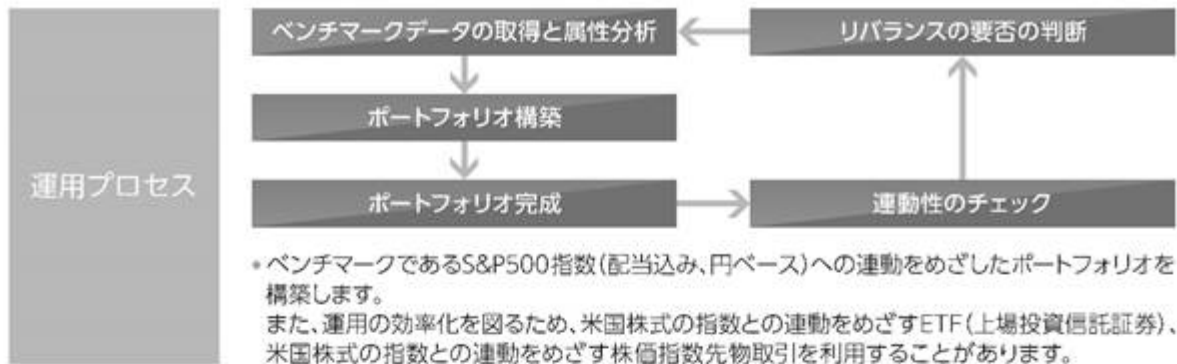 運用プロセス
ベンチマークデータの取得と属性分析
ポートフォリオ構築
ポートフォリオ完成
連動性のチェック
リバランスの要否の判断
*ベンチマークであるS&P500指数(配当込み、円ベース)への連動をめざしたポートフォリオを
構築します。
また、運用の効率化を図るため、米国株式の指数との連動をめざすETF(上場投資信託証券)、
米国株式の指数との連動をめざす株価指数先物取引を利用することがあります。